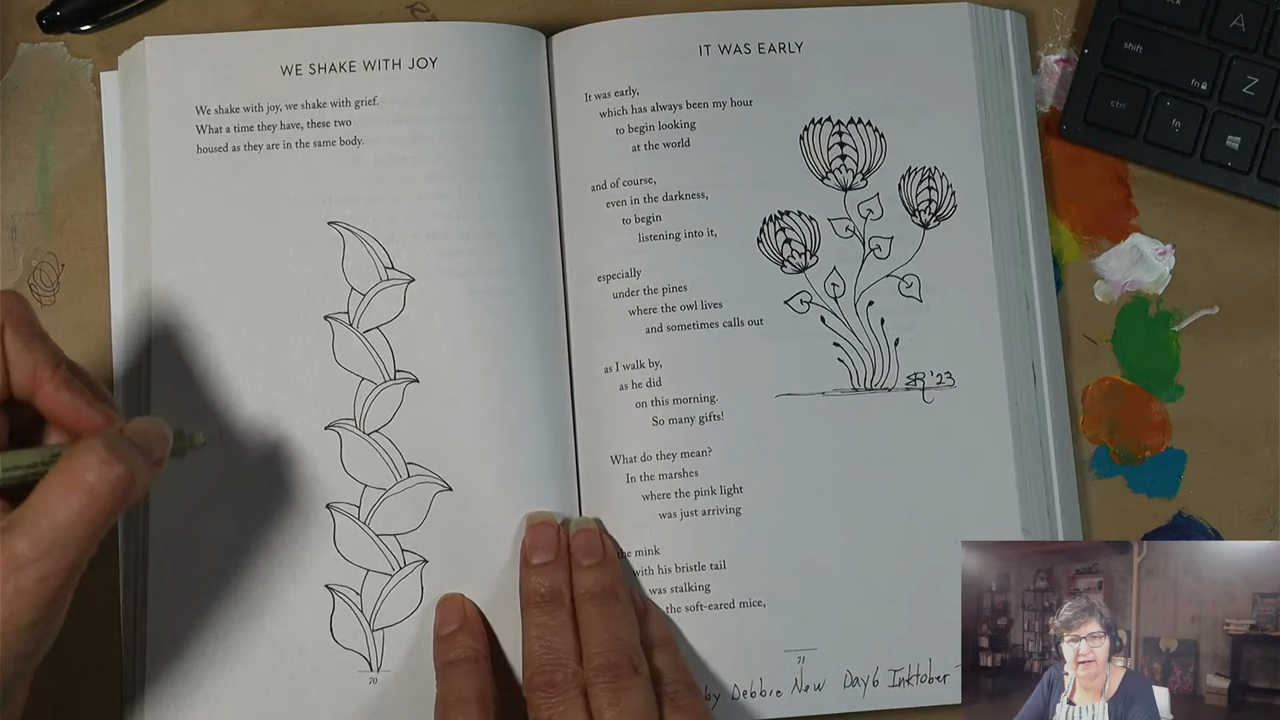 WE SHAKE WITH JOY
We shake with joy, we shake with grief.
What a time they have, these two
housed as they are in the same body.
70
IT WAS EARLY
It was early,
which has always been my hour
to begin looking
at the world
and of course,
even in the darkness,
to begin
listening into it,
especially
under the pines
where the owl lives
and sometimes calls out
as I walk by,
as he did
on this morning.
So many gifts!
What do they mean?
In the marshes
where the pink light
was just arriving
the mink
with his bristle tail
was stalking
the soft-eared mice,
'23
71
by Debbie New Day 6 Inktober
shift
ctrl
fn
A
Z
fn